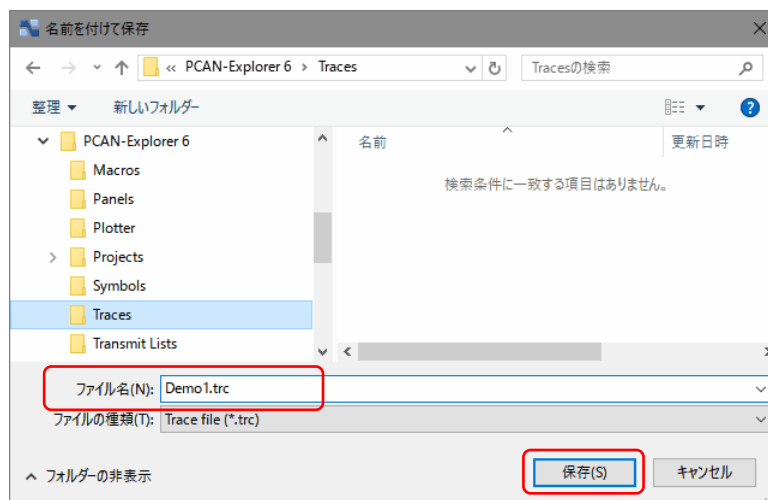 名前を付けて保存
« PCAN-Explorer 6 › Traces
Tracesの検索
整理
新しいフォルダー
PCAN-Explorer 6
Macros
Panels
Plotter
Projects
Symbols
Traces
Transmit Lists
名前
更新日時
検索条件に一致する項目はありません。
ファイル名(N): Demo1.trc
ファイルの種類(T): Trace file (*.trc)
フォルダーの非表示
保存(S)
キャンセル